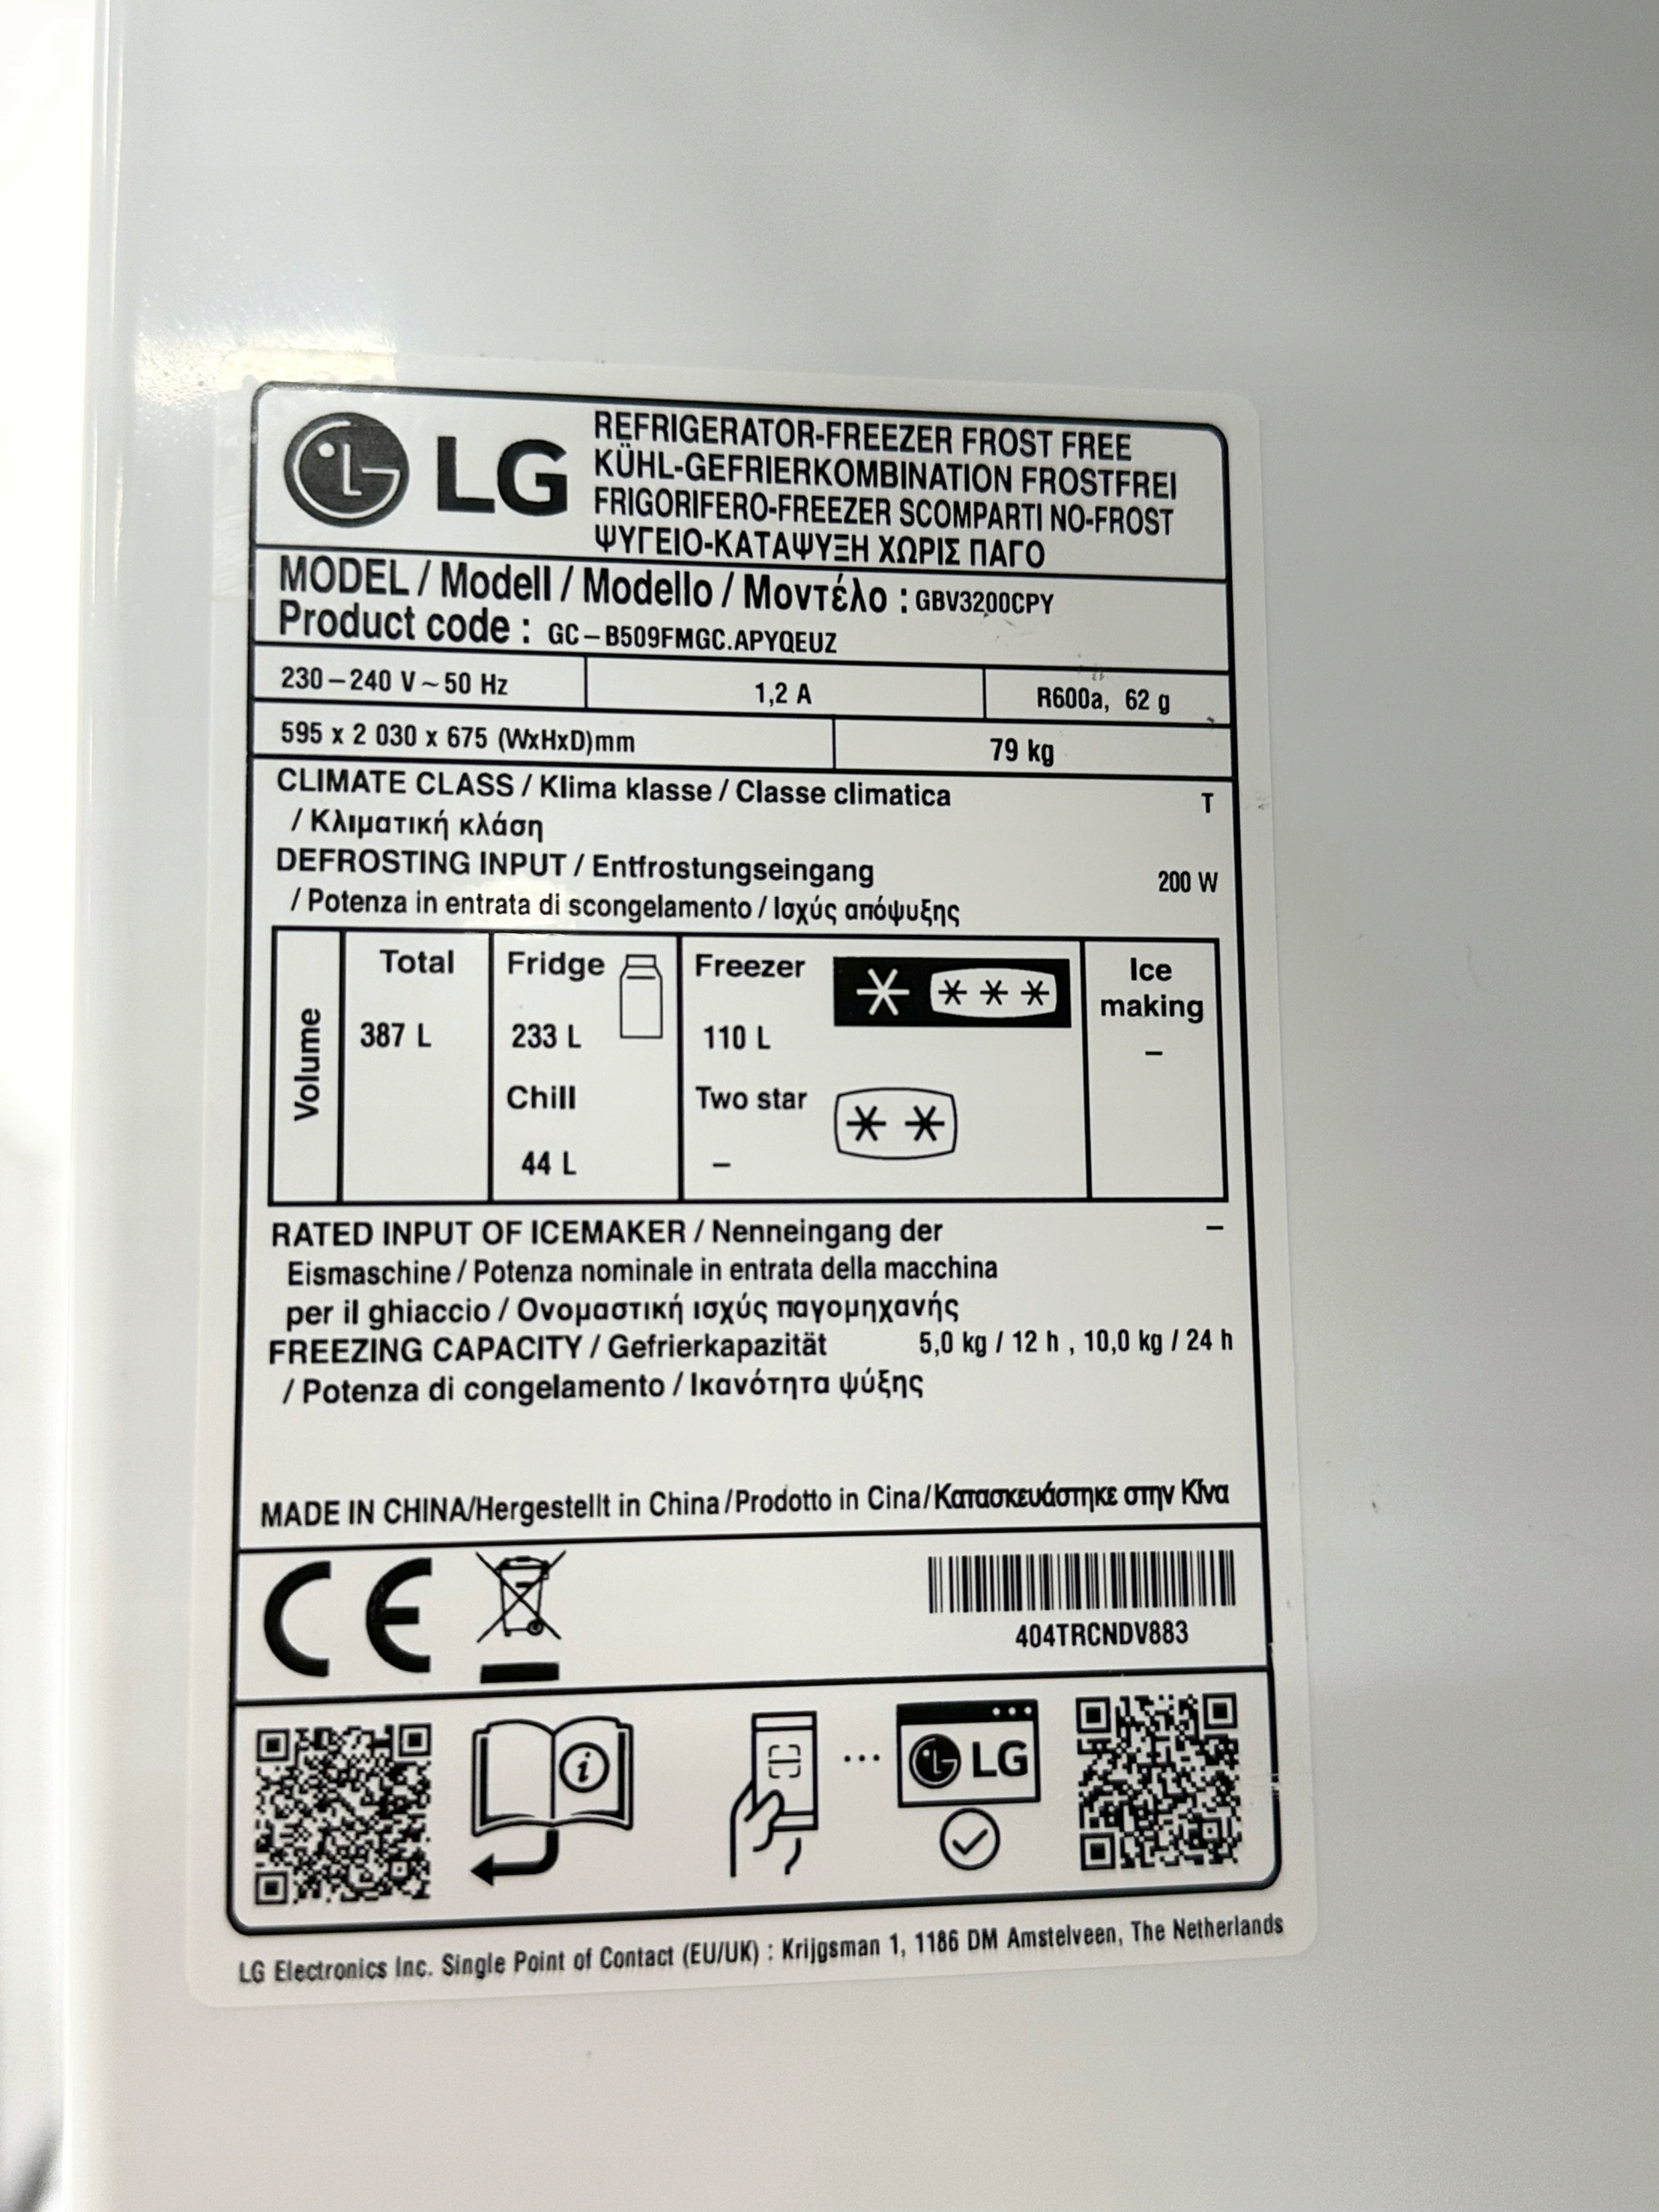 LG
REFRIGERATOR-FREEZER FROST FREE
KÜHL-GEFRIERKOMBINATION FROSTFREI
FRIGORIFERO-FREEZER SCOMPARTI NO-FROST
ΨΥΓΕΙΟ-ΚΑΤΑΨΥΞΗ ΧΩΡΙΣ ΠΑΓΟ
MODEL / Modell / Modello / Μοντέλο : GBV3200CPY
Product code : GC-B509FMGC.APYQEUZ
230-240 V ~ 50 Hz 1,2 A R600a, 62 g
595 x 2 030 x 675 (WxHxD)mm 79 kg
CLIMATE CLASS / Klima klasse / Classe climatica T
/ Κλιματική κλάση
DEFROSTING INPUT / Entfrostungseingang 200 W
/ Potenza in entrata di scongelamento / Ισχύς απόψυξης
Volume
Total
387 L
Fridge
233 L
Chill
44 L
Freezer
110 L
Two star
–
Ice
making
–
RATED INPUT OF ICEMAKER / Nenneingang der –
Eismaschine / Potenza nominale in entrata della macchina
per il ghiaccio / Ονομαστική ισχύς παγομηχανής
FREEZING CAPACITY / Gefrierkapazität 5,0 kg / 12 h , 10,0 kg / 24 h
/ Potenza di congelamento / Ικανότητα ψύξης
MADE IN CHINA/Hergestellt in China/Prodotto in Cina/Κατασκευάστηκε στην Κίνα
CE
404TRCNDV883
LG
LG Electronics Inc. Single Point of Contact (EU/UK) : Krijgsman 1, 1186 DM Amstelveen, The Netherlands